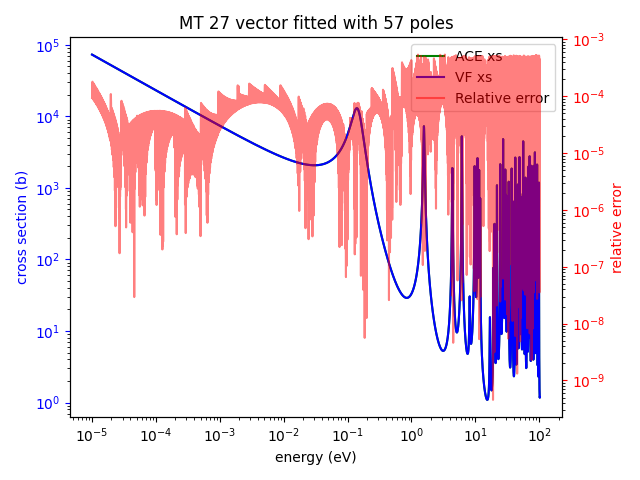 MT 27 vector fitted with 57 poles
ACE xs
VF xs
Relative error
cross section (b)
10⁵
10⁴
10³
10²
10¹
10⁰
10⁻³
10⁻⁴
10⁻⁵
10⁻⁶
10⁻⁷
10⁻⁸
10⁻⁹
relative error
10⁻⁵ 10⁻⁴ 10⁻³ 10⁻² 10⁻¹ 10⁰ 10¹ 10²
energy (eV)